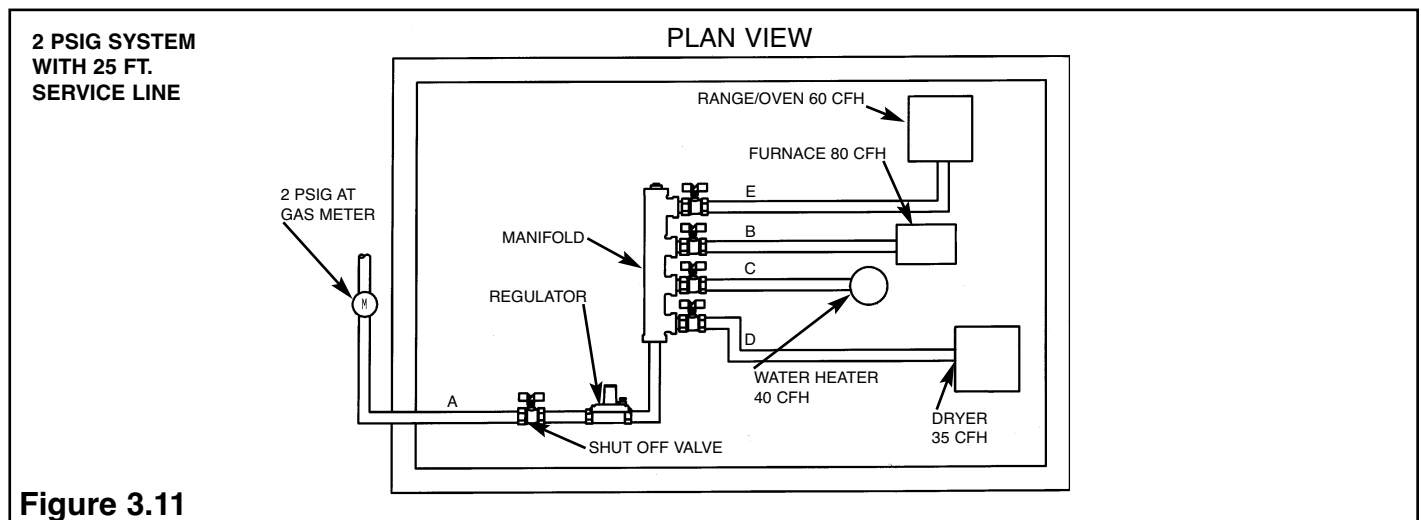 2 PSIG SYSTEM
WITH 25 FT.
SERVICE LINE
PLAN VIEW
RANGE/OVEN 60 CFH
FURNACE 80 CFH
2 PSIG AT
GAS METER
E
B
MANIFOLD
C
REGULATOR
M
D
WATER HEATER
40 CFH
A
DRYER
35 CFH
SHUT OFF VALVE
Figure 3.11